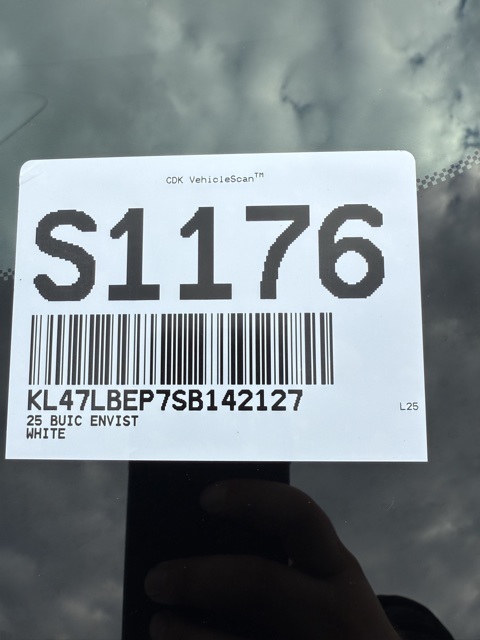 CDK VehicleScan™
S1176
KL47LBEP7SB142127
25 BUIC ENVIST
WHITE
L25